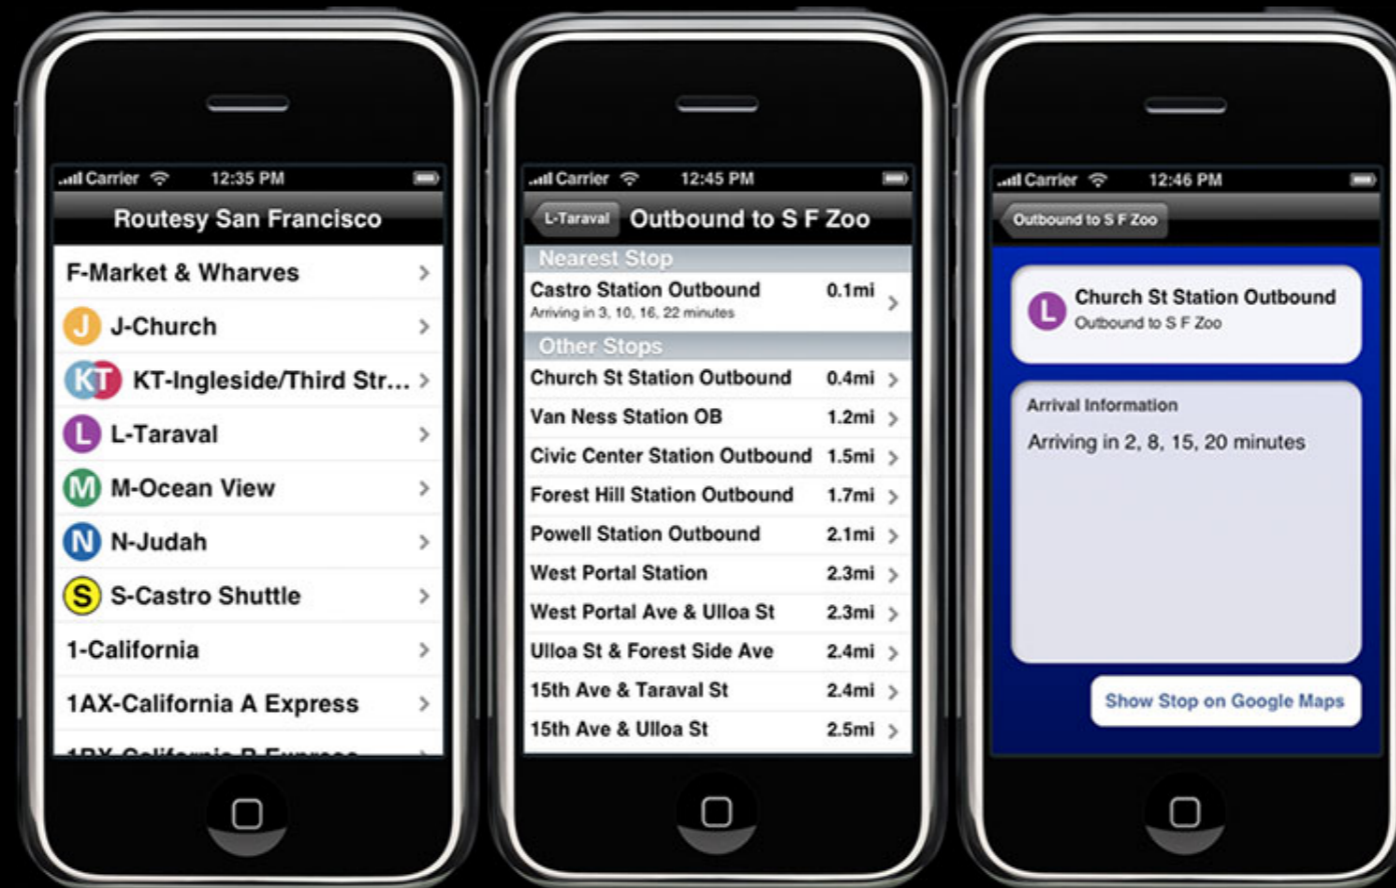 Carrier 12:35 PM
Routesy San Francisco
F-Market & Wharves
J J-Church
KT KT-Ingleside/Third Str...
L L-Taraval
M M-Ocean View
N N-Judah
S S-Castro Shuttle
1-California
1AX-California A Express
1BX-California B Express
Carrier 12:45 PM
L-Taraval Outbound to S F Zoo
Nearest Stop
Castro Station Outbound 0.1mi
Arriving in 3, 10, 16, 22 minutes
Other Stops
Church St Station Outbound 0.4mi
Van Ness Station OB 1.2mi
Civic Center Station Outbound 1.5mi
Forest Hill Station Outbound 1.7mi
Powell Station Outbound 2.1mi
West Portal Station 2.3mi
West Portal Ave & Ulloa St 2.3mi
Ulloa St & Forest Side Ave 2.4mi
15th Ave & Taraval St 2.4mi
15th Ave & Ulloa St 2.5mi
Carrier 12:46 PM
Outbound to S F Zoo
L Church St Station Outbound
Outbound to S F Zoo
Arrival Information
Arriving in 2, 8, 15, 20 minutes
Show Stop on Google Maps